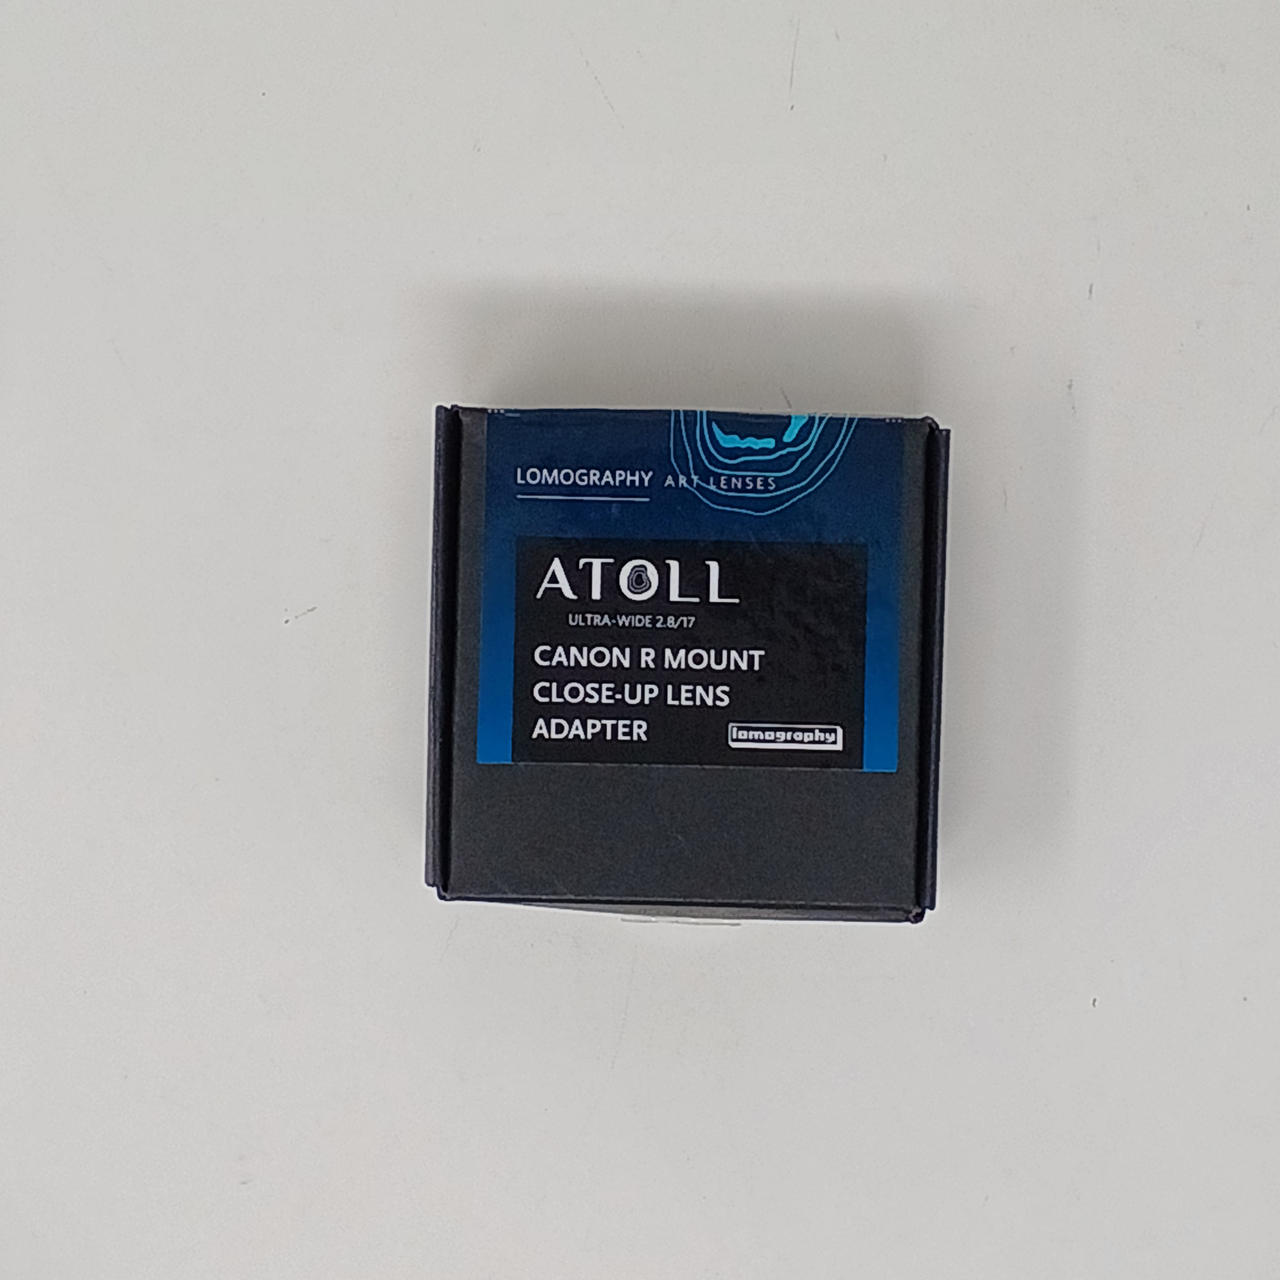 LOMOGRAPHY ART LENSES
ATOLL
ULTRA-WIDE 2.8/17
CANON R MOUNT
CLOSE-UP LENS
ADAPTER
lomography